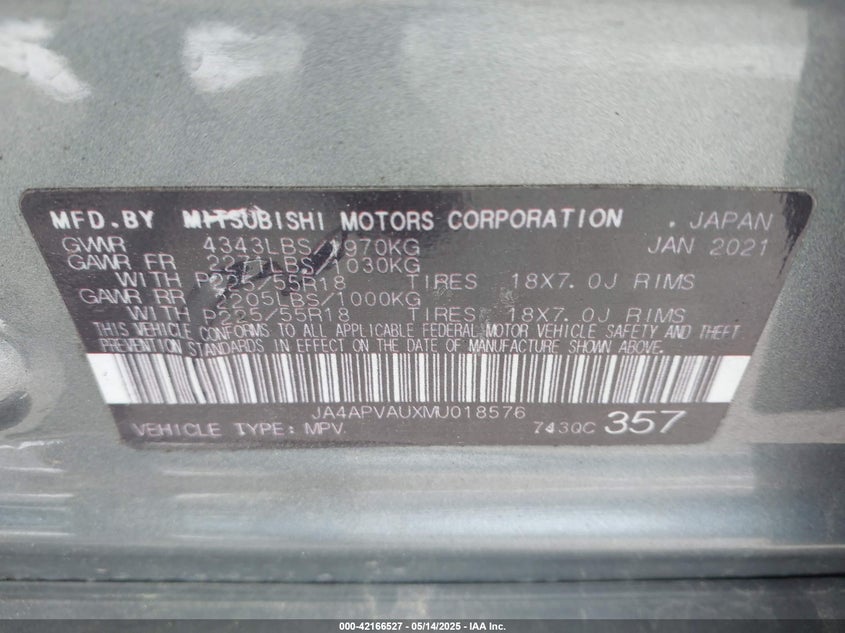 MFD.BY MITSUBISHI MOTORS CORPORATION . JAPAN
GVWR 4343LBS/1970KG JAN 2021
GAWR FR 2271LBS/1030KG
WITH P225/55R18 TIRES 18X7.0J RIMS
GAWR RR 2205LBS/1000KG
WITH P225/55R18 TIRES 18X7.0J RIMS
THIS VEHICLE CONFORMS TO ALL APPLICABLE FEDERAL MOTOR VEHICLE SAFETY AND THEFT
PREVENTION STANDARDS IN EFFECT ON THE DATE OF MANUFACTURE SHOWN ABOVE.
JA4APVAUXMU018576
VEHICLE TYPE: MPV. 743QC 357
000-42166527 — 05/14/2025 — IAA Inc.